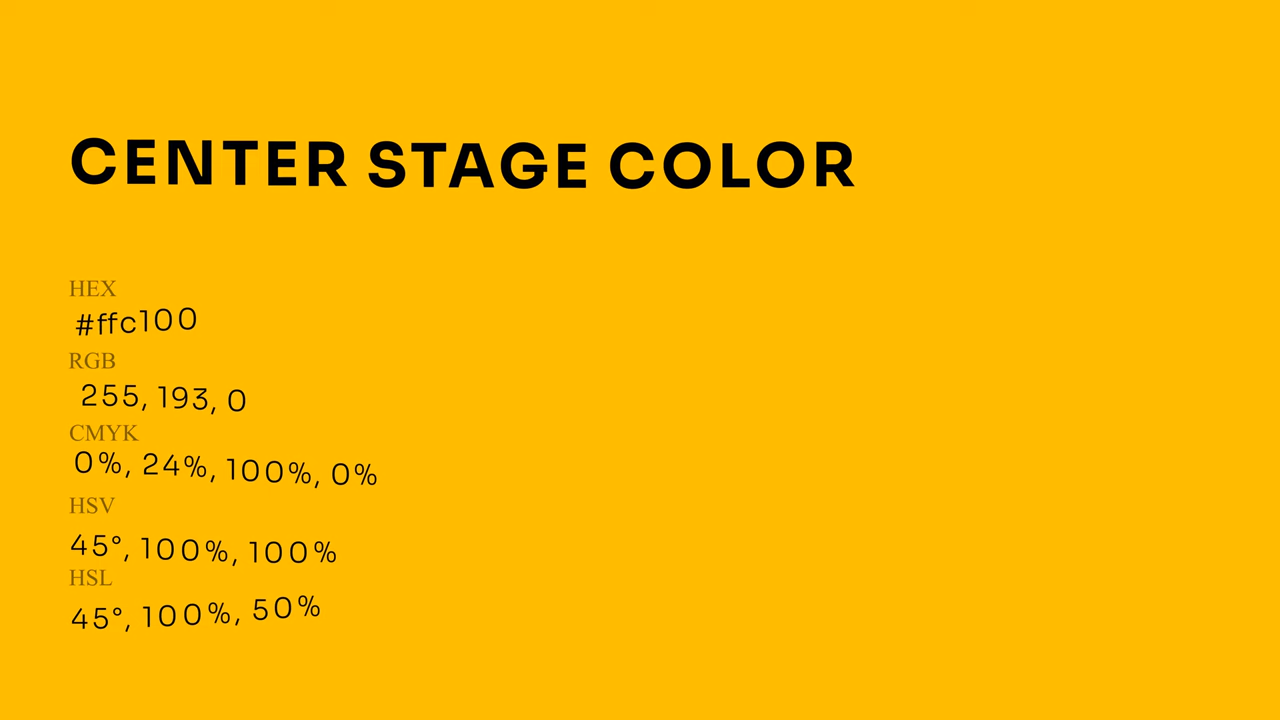 CENTER STAGE COLOR
HEX
#ffc100
RGB
255, 193, 0
CMYK
0%, 24%, 100%, 0%
HSV
45°, 100%, 100%
HSL
45°, 100%, 50%